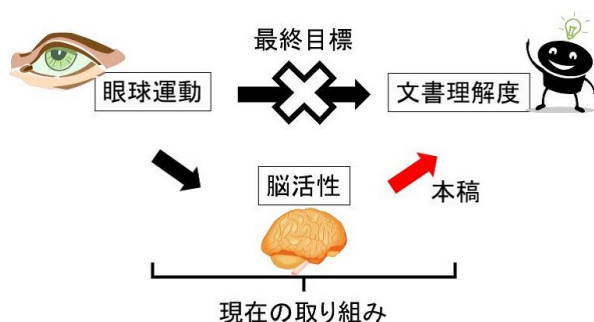 最終目標
眼球運動
文書理解度
脳活性
本稿
現在の取り組み